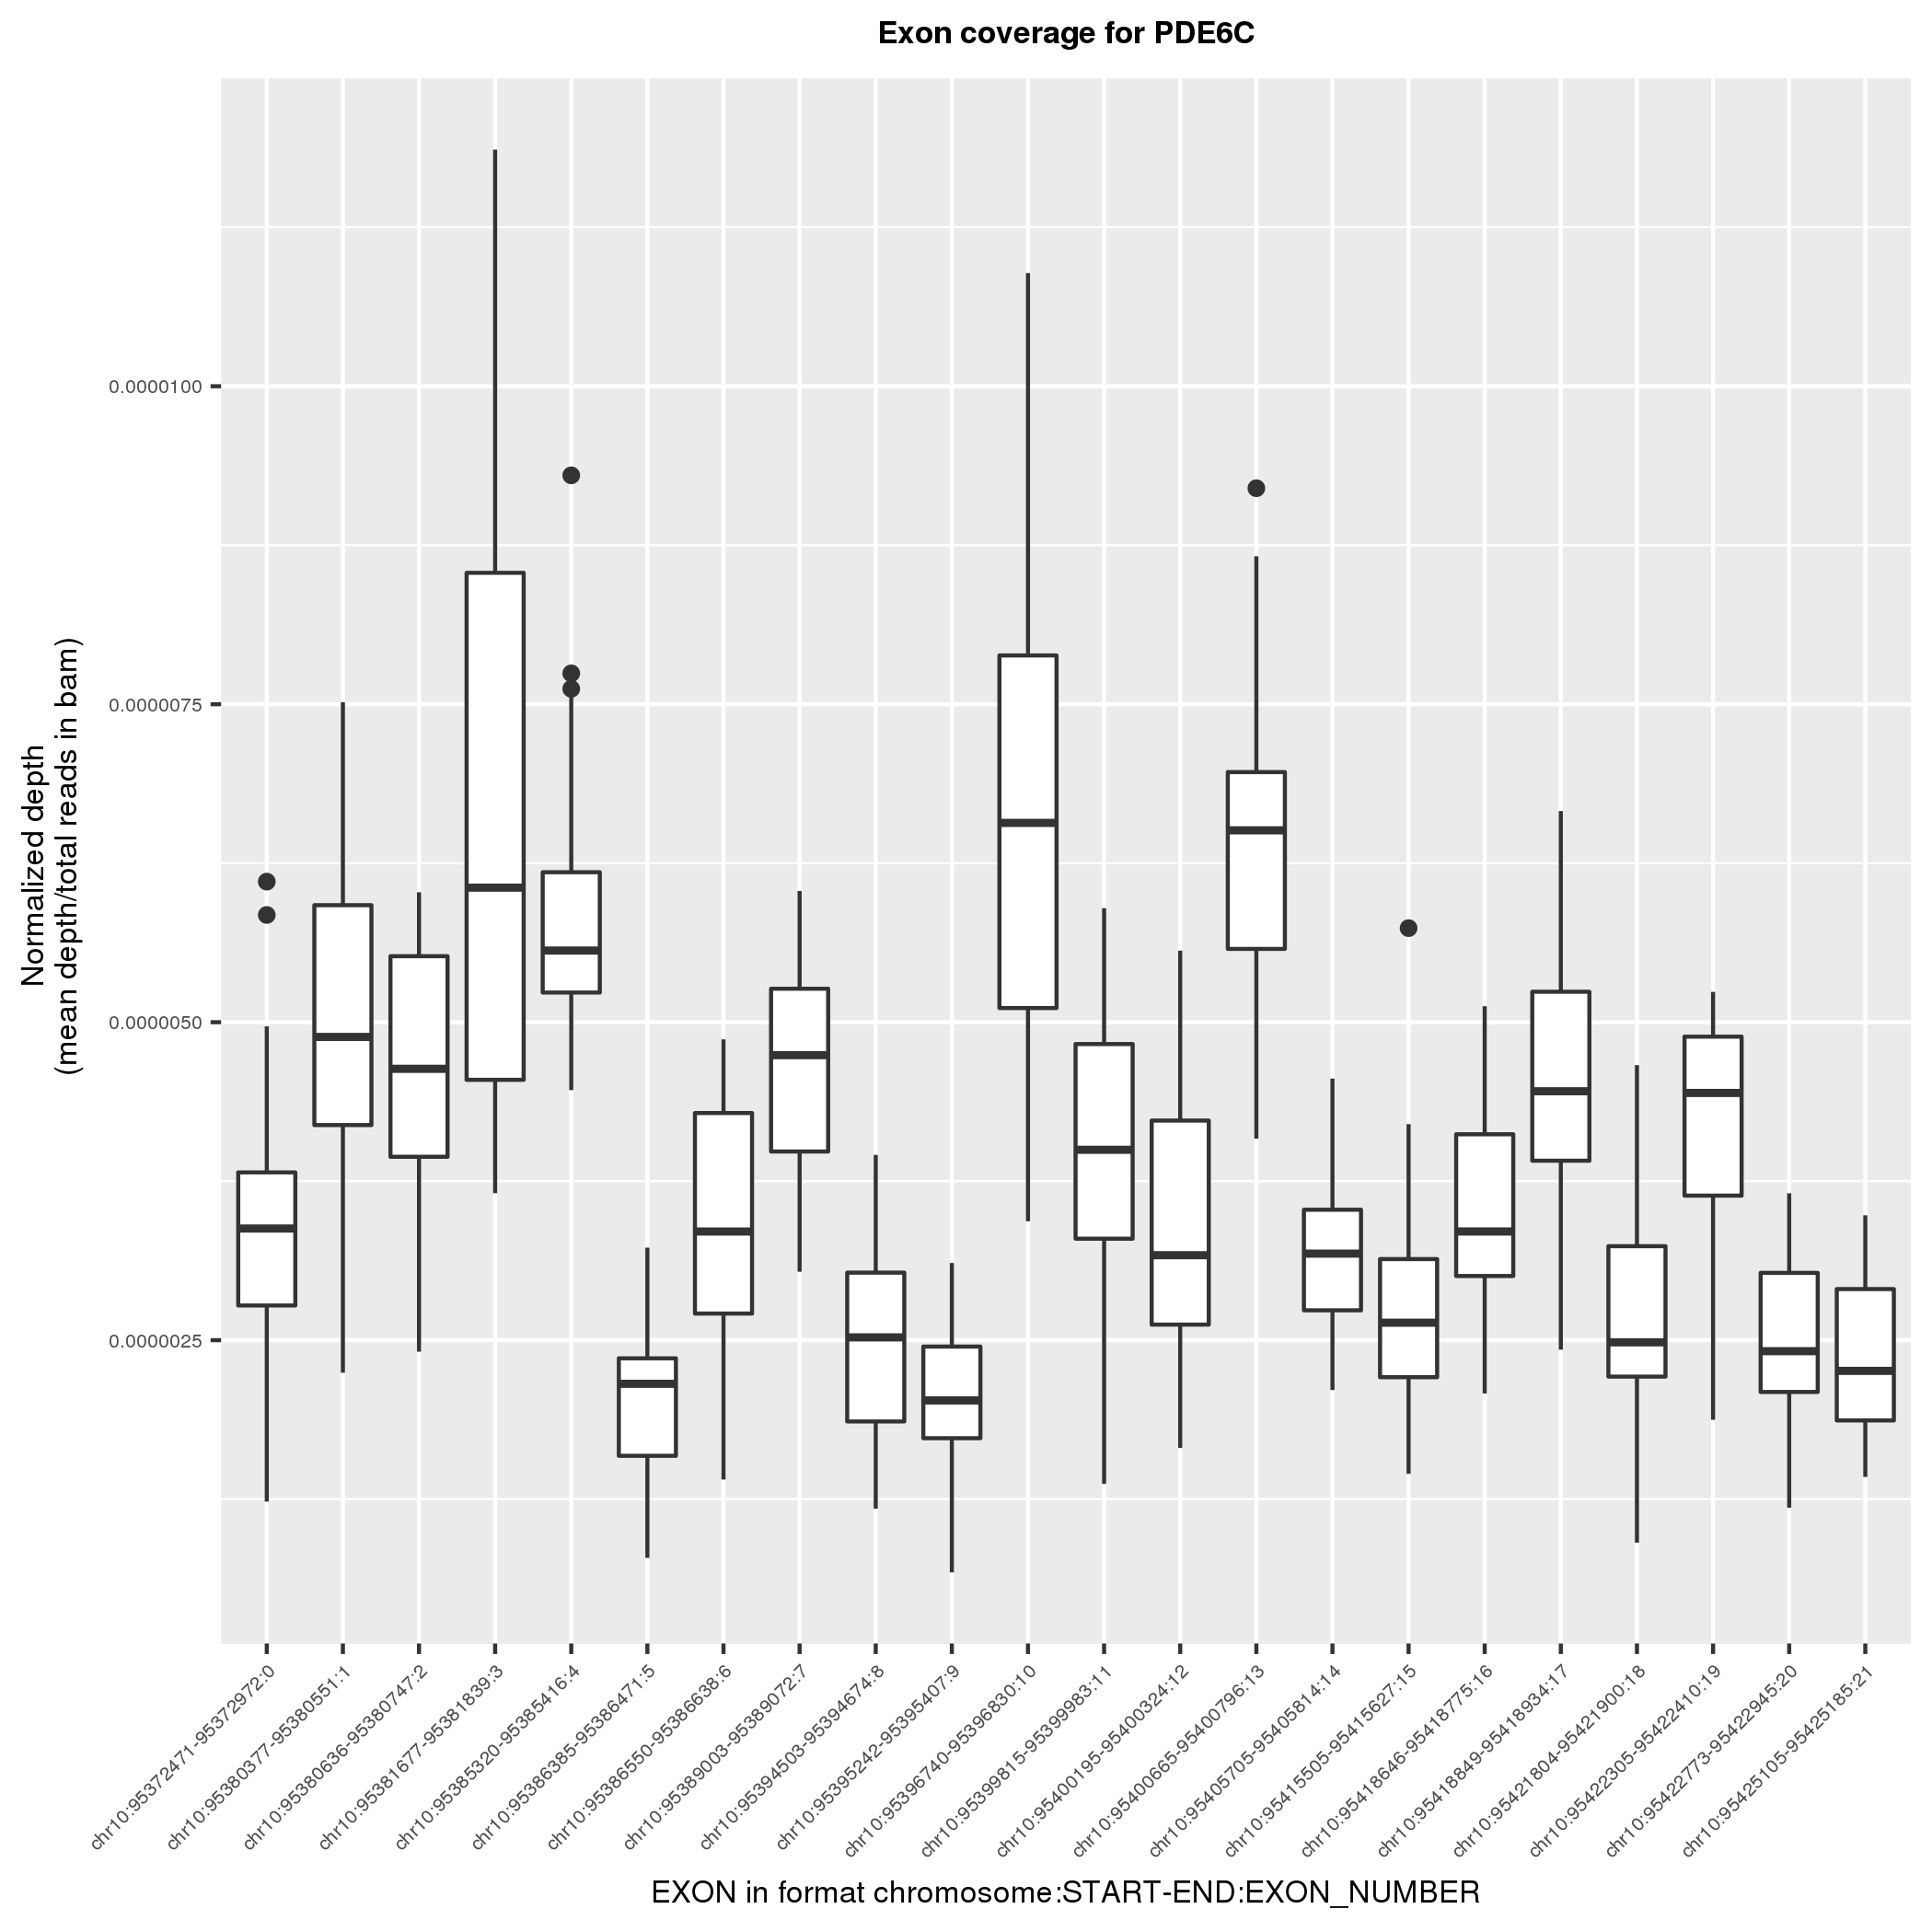 Exon coverage for PDE6C
Normalized depth
(mean depth/total reads in bam)
0.0000100
0.0000075
0.0000050
0.0000025
chr10:95372471-95372972:0
chr10:95380377-95380551:1
chr10:95380636-95380747:2
chr10:95381677-95381839:3
chr10:95385320-95385416:4
chr10:95386385-95386471:5
chr10:95386550-95386638:6
chr10:95389003-95389072:7
chr10:95394503-95394674:8
chr10:95395242-95395407:9
chr10:95396740-95396830:10
chr10:95399815-95399983:11
chr10:95400195-95400324:12
chr10:95400665-95400796:13
chr10:95405705-95405814:14
chr10:95415505-95415627:15
chr10:95418646-95418775:16
chr10:95418849-95418934:17
chr10:95421804-95421900:18
chr10:95422305-95422410:19
chr10:95422773-95422945:20
chr10:95425105-95425185:21
EXON in format chromosome:START-END:EXON_NUMBER